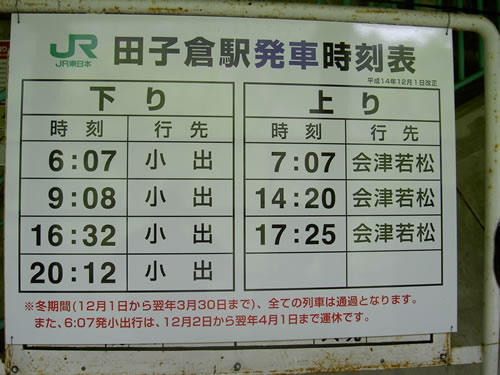 JR 田子倉駅発車時刻表
JR東日本
平成14年12月1日改正
下り 上り
時刻 行先 時刻 行先
6:07 小出 7:07 会津若松
9:08 小出 14:20 会津若松
16:32 小出 17:25 会津若松
20:12 小出
※冬期間(12月1日から翌年3月30日まで)、全ての列車は通過となります。
また、6:07発小出行は、12月2日から翌年4月1日まで運休です。